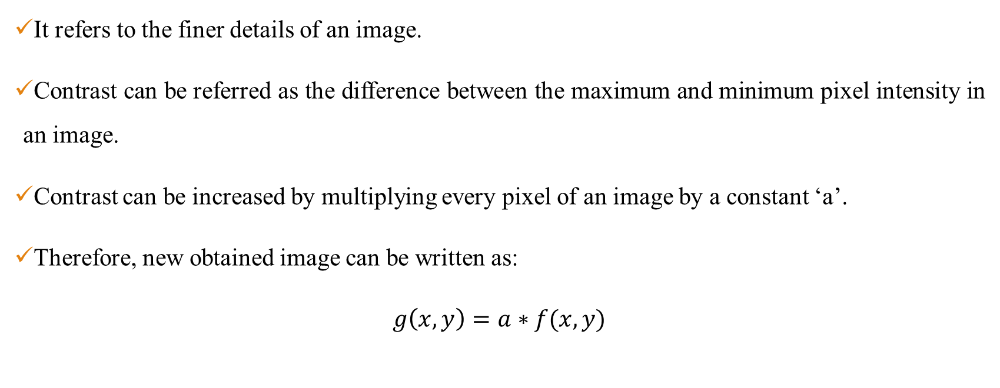 ✓It refers to the finer details of an image.
✓Contrast can be referred as the difference between the maximum and minimum pixel intensity in
an image.
✓Contrast can be increased by multiplying every pixel of an image by a constant ‘a’.
✓Therefore, new obtained image can be written as:
𝑔(𝑥,𝑦) = 𝑎 ∗ 𝑓(𝑥,𝑦)